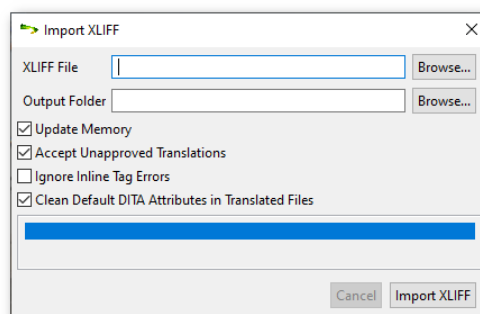 Import XLIFF
XLIFF File
Browse...
Output Folder
Browse...
Update Memory
Accept Unapproved Translations
Ignore Inline Tag Errors
Clean Default DITA Attributes in Translated Files
Cancel
Import XLIFF